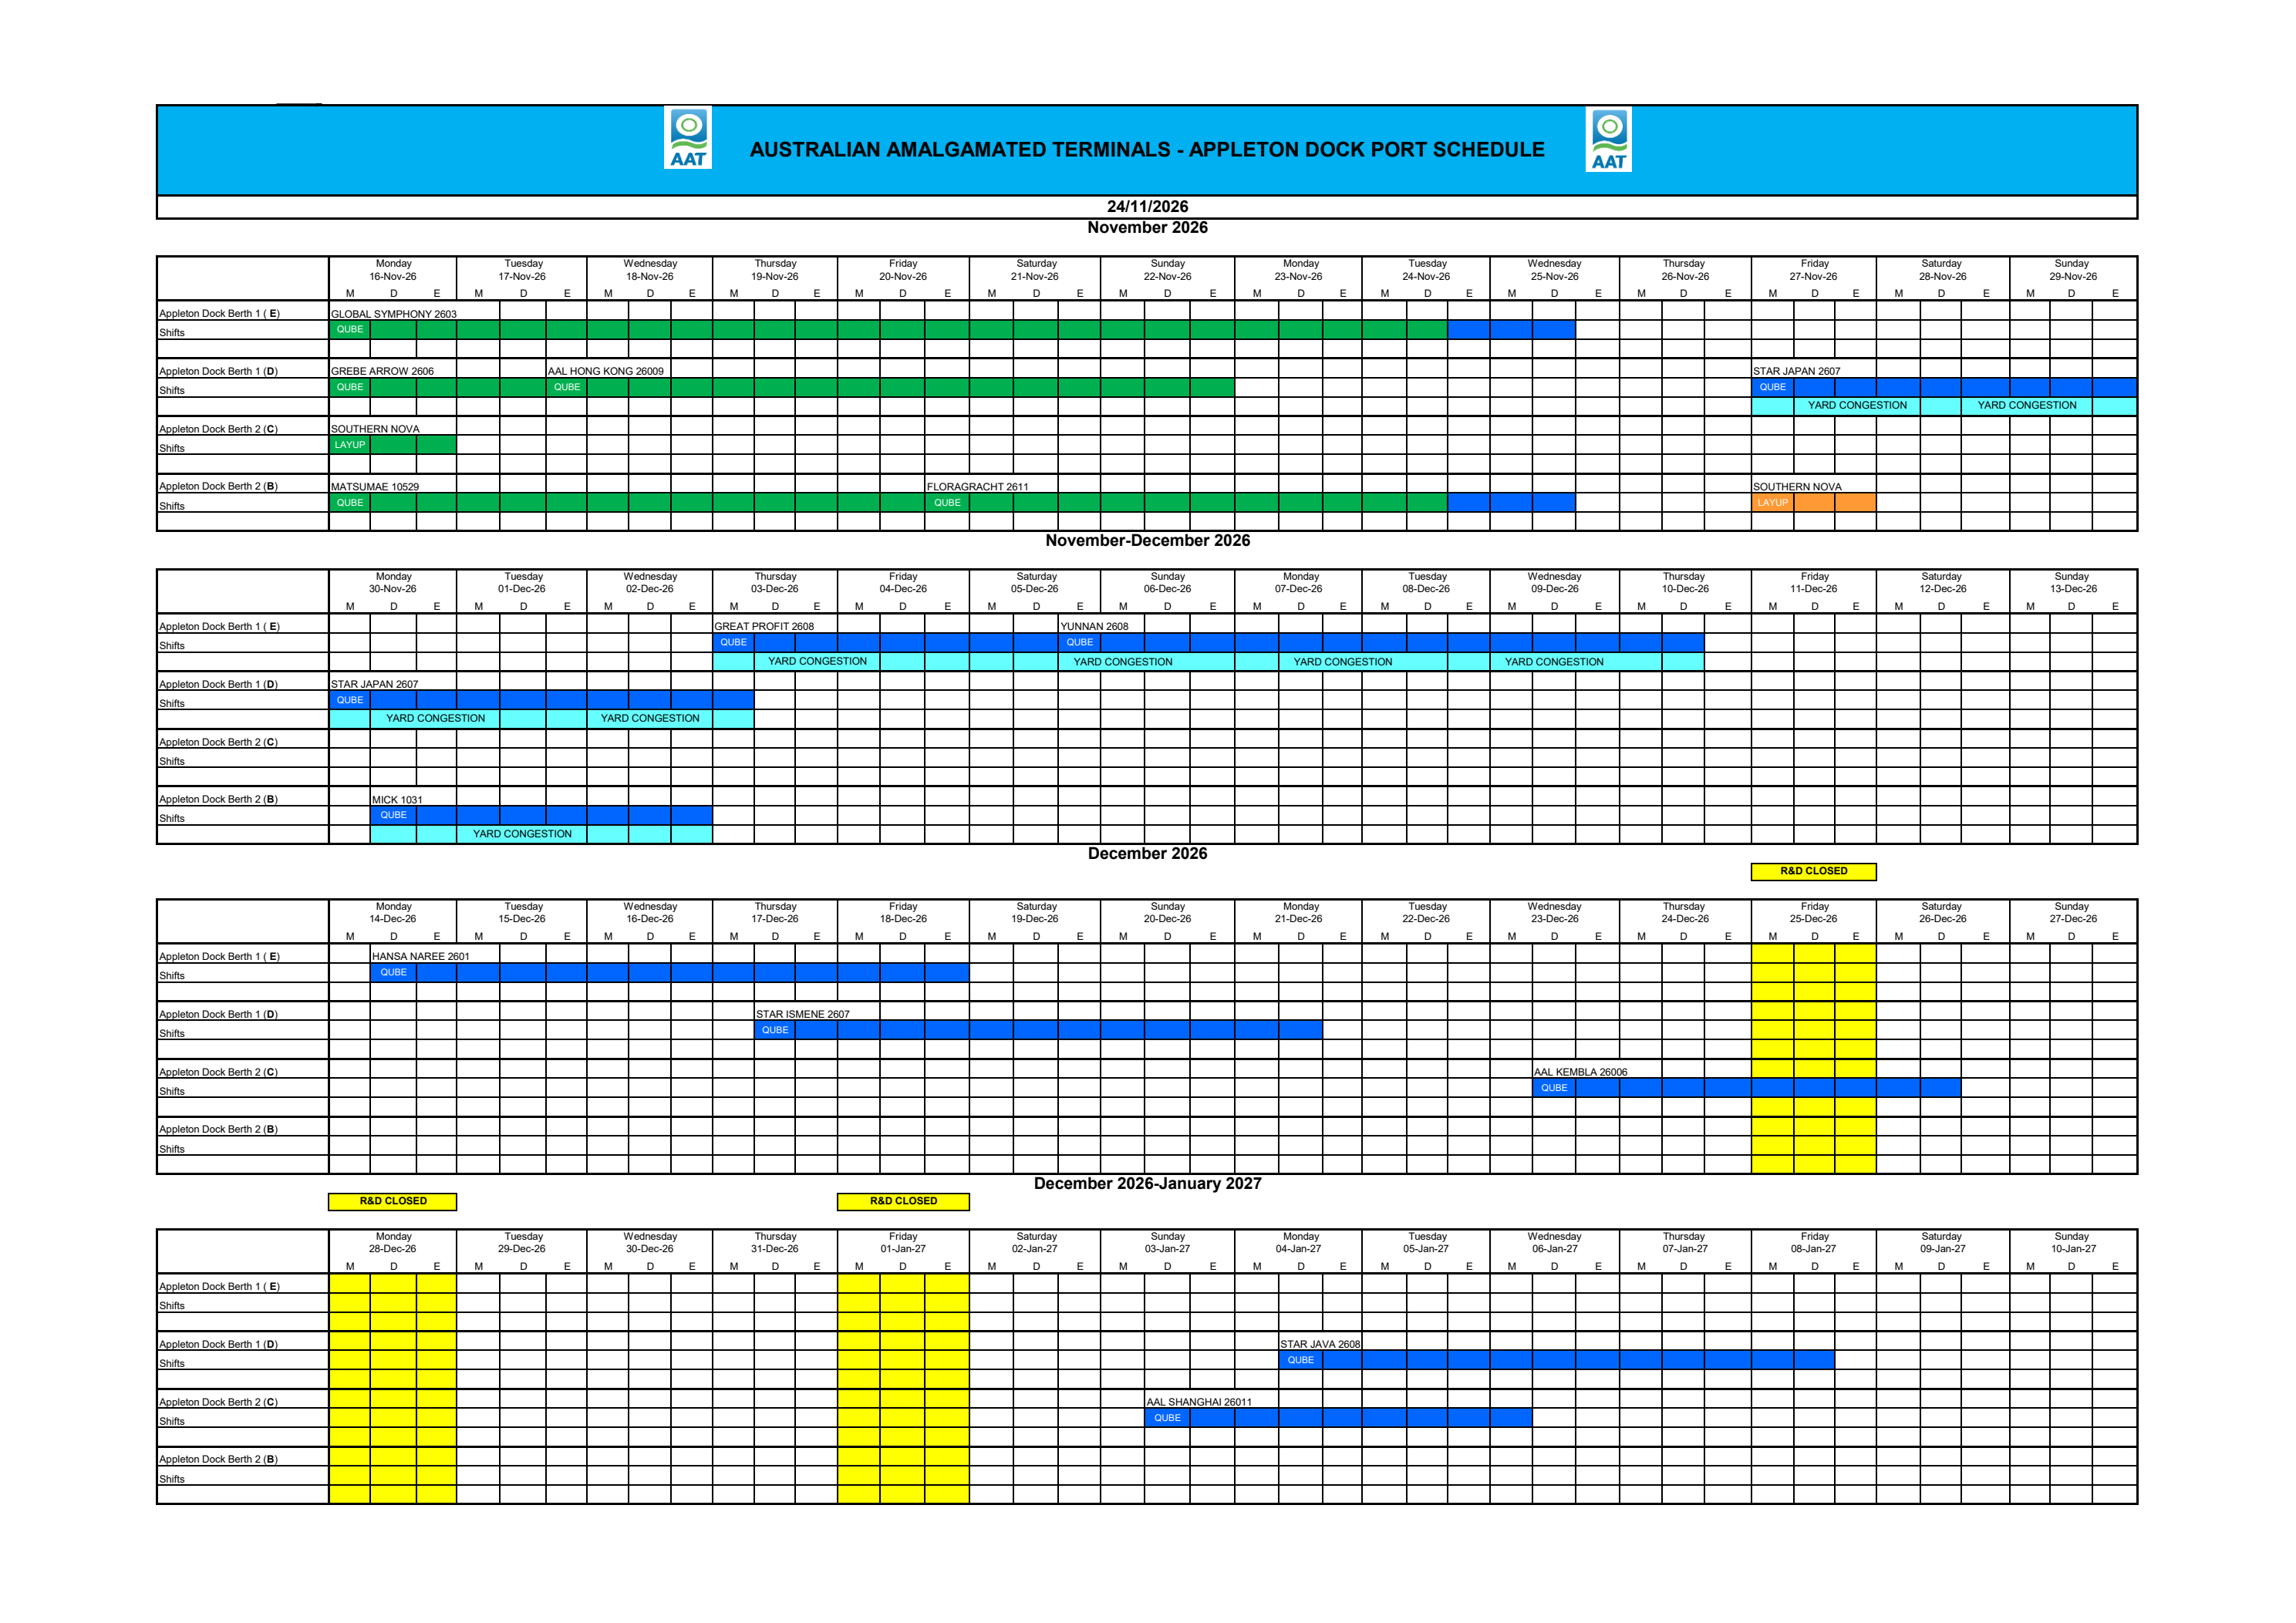 AAT
AUSTRALIAN AMALGAMATED TERMINALS - APPLETON DOCK PORT SCHEDULE
AAT
24/11/2026
November 2026
Monday Tuesday Wednesday Thursday Friday Saturday Sunday Monday Tuesday Wednesday Thursday Friday Saturday Sunday
16-Nov-26 17-Nov-26 18-Nov-26 19-Nov-26 20-Nov-26 21-Nov-26 22-Nov-26 23-Nov-26 24-Nov-26 25-Nov-26 26-Nov-26 27-Nov-26 28-Nov-26 29-Nov-26
M D E M D E M D E M D E M D E M D E M D E M D E M D E M D E M D E M D E M D E M D E
Appleton Dock Berth 1 ( E) GLOBAL SYMPHONY 2603
Shifts QUBE
Appleton Dock Berth 1 (D) GREBE ARROW 2606 AAL HONG KONG 26009 STAR JAPAN 2607
Shifts QUBE QUBE QUBE
YARD CONGESTION YARD CONGESTION
Appleton Dock Berth 2 (C) SOUTHERN NOVA
Shifts LAYUP
Appleton Dock Berth 2 (B) MATSUMAE 10529 FLORAGRACHT 2611 SOUTHERN NOVA
Shifts QUBE QUBE LAYUP
November-December 2026
Monday Tuesday Wednesday Thursday Friday Saturday Sunday Monday Tuesday Wednesday Thursday Friday Saturday Sunday
30-Nov-26 01-Dec-26 02-Dec-26 03-Dec-26 04-Dec-26 05-Dec-26 06-Dec-26 07-Dec-26 08-Dec-26 09-Dec-26 10-Dec-26 11-Dec-26 12-Dec-26 13-Dec-26
M D E M D E M D E M D E M D E M D E M D E M D E M D E M D E M D E M D E M D E M D E
Appleton Dock Berth 1 ( E) GREAT PROFIT 2608 YUNNAN 2608
Shifts QUBE QUBE
YARD CONGESTION YARD CONGESTION YARD CONGESTION YARD CONGESTION
Appleton Dock Berth 1 (D) STAR JAPAN 2607
Shifts QUBE
YARD CONGESTION YARD CONGESTION
Appleton Dock Berth 2 (C)
Shifts
Appleton Dock Berth 2 (B) MICK 1031
Shifts QUBE
YARD CONGESTION
December 2026
R&D CLOSED
Monday Tuesday Wednesday Thursday Friday Saturday Sunday Monday Tuesday Wednesday Thursday Friday Saturday Sunday
14-Dec-26 15-Dec-26 16-Dec-26 17-Dec-26 18-Dec-26 19-Dec-26 20-Dec-26 21-Dec-26 22-Dec-26 23-Dec-26 24-Dec-26 25-Dec-26 26-Dec-26 27-Dec-26
M D E M D E M D E M D E M D E M D E M D E M D E M D E M D E M D E M D E M D E M D E
Appleton Dock Berth 1 ( E) HANSA NAREE 2601
Shifts QUBE
Appleton Dock Berth 1 (D) STAR ISMENE 2607
Shifts QUBE
Appleton Dock Berth 2 (C) AAL KEMBLA 26006
Shifts QUBE
Appleton Dock Berth 2 (B)
Shifts
December 2026-January 2027
R&D CLOSED R&D CLOSED
Monday Tuesday Wednesday Thursday Friday Saturday Sunday Monday Tuesday Wednesday Thursday Friday Saturday Sunday
28-Dec-26 29-Dec-26 30-Dec-26 31-Dec-26 01-Jan-27 02-Jan-27 03-Jan-27 04-Jan-27 05-Jan-27 06-Jan-27 07-Jan-27 08-Jan-27 09-Jan-27 10-Jan-27
M D E M D E M D E M D E M D E M D E M D E M D E M D E M D E M D E M D E M D E M D E
Appleton Dock Berth 1 ( E)
Shifts
Appleton Dock Berth 1 (D) STAR JAVA 2608
Shifts QUBE
Appleton Dock Berth 2 (C) AAL SHANGHAI 26011
Shifts QUBE
Appleton Dock Berth 2 (B)
Shifts